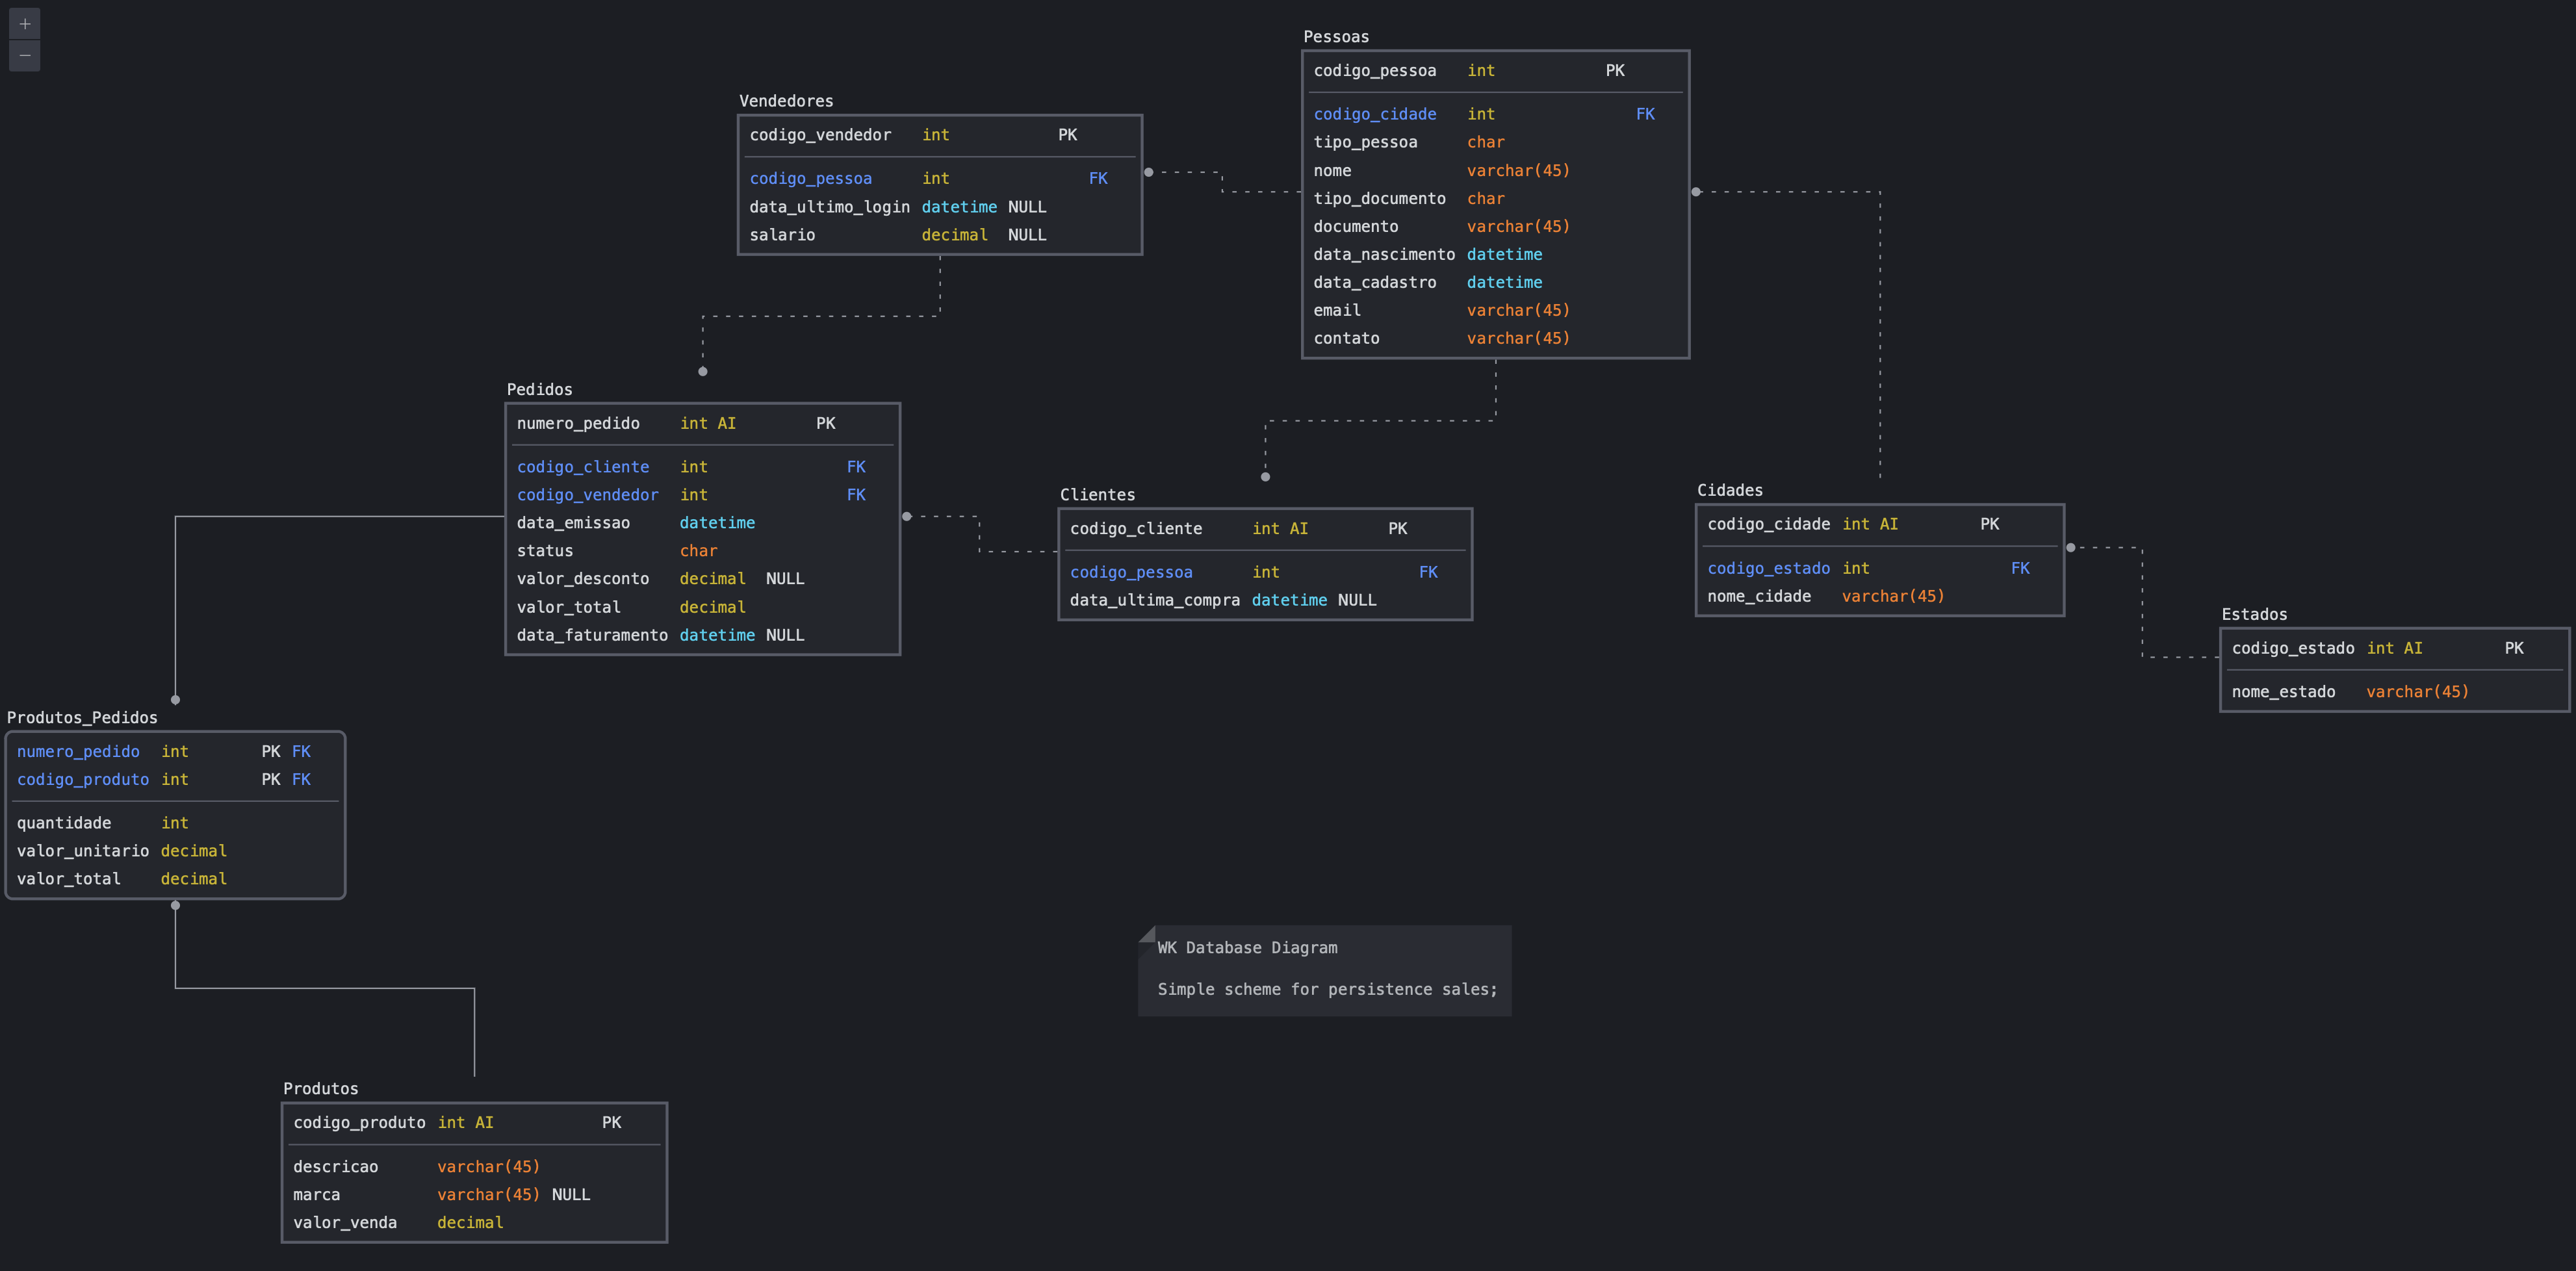 +
−
Pessoas
codigo_pessoa int PK
codigo_cidade int FK
tipo_pessoa char
nome varchar(45)
tipo_documento char
documento varchar(45)
data_nascimento datetime
data_cadastro datetime
email varchar(45)
contato varchar(45)
Vendedores
codigo_vendedor int PK
codigo_pessoa int FK
data_ultimo_login datetime NULL
salario decimal NULL
Pedidos
numero_pedido int AI PK
codigo_cliente int FK
codigo_vendedor int FK
data_emissao datetime
status char
valor_desconto decimal NULL
valor_total decimal
data_faturamento datetime NULL
Clientes
codigo_cliente int AI PK
codigo_pessoa int FK
data_ultima_compra datetime NULL
Cidades
codigo_cidade int AI PK
codigo_estado int FK
nome_cidade varchar(45)
Estados
codigo_estado int AI PK
nome_estado varchar(45)
Produtos_Pedidos
numero_pedido int PK FK
codigo_produto int PK FK
quantidade int
valor_unitario decimal
valor_total decimal
WK Database Diagram
Simple scheme for persistence sales;
Produtos
codigo_produto int AI PK
descricao varchar(45)
marca varchar(45) NULL
valor_venda decimal